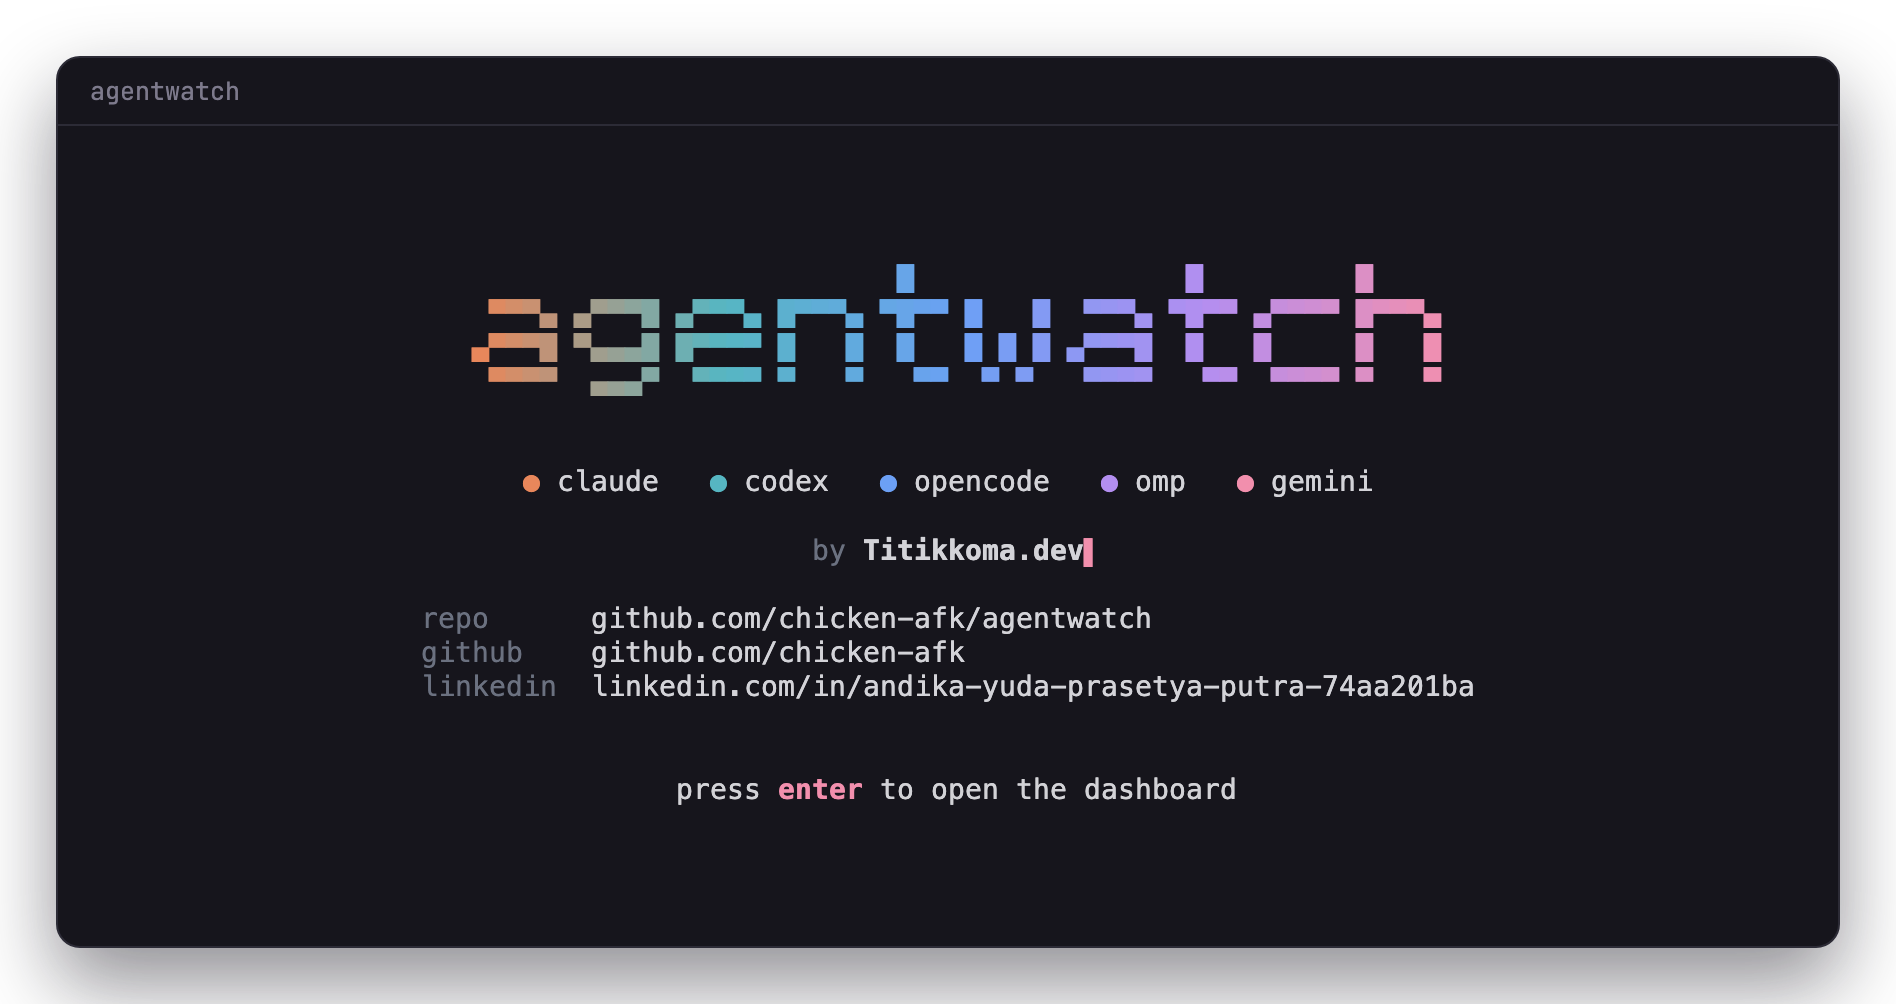 agentwatch
agentwatch
● claude ● codex ● opencode ● omp ● gemini
by Titikkoma.dev
repo github.com/chicken-afk/agentwatch
github github.com/chicken-afk
linkedin linkedin.com/in/andika-yuda-prasetya-putra-74aa201ba
press enter to open the dashboard